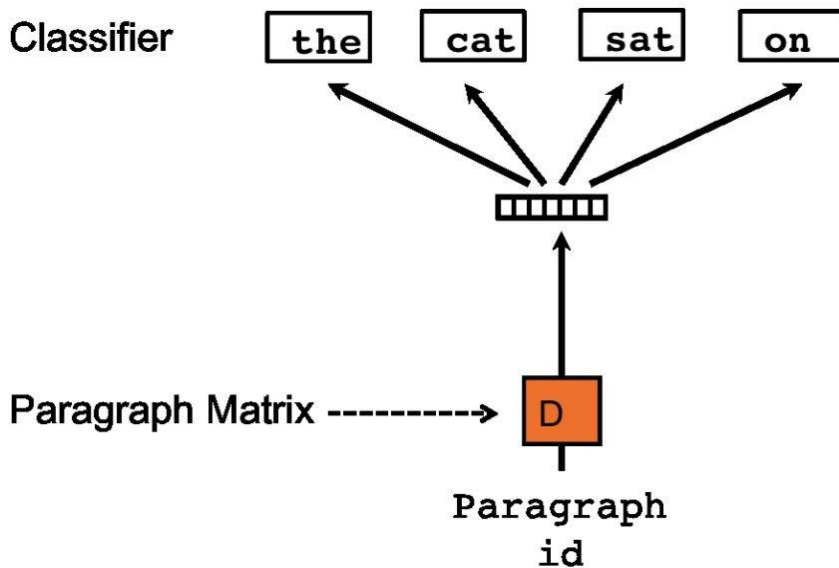 Classifier the cat sat on
Paragraph Matrix D
Paragraph
id